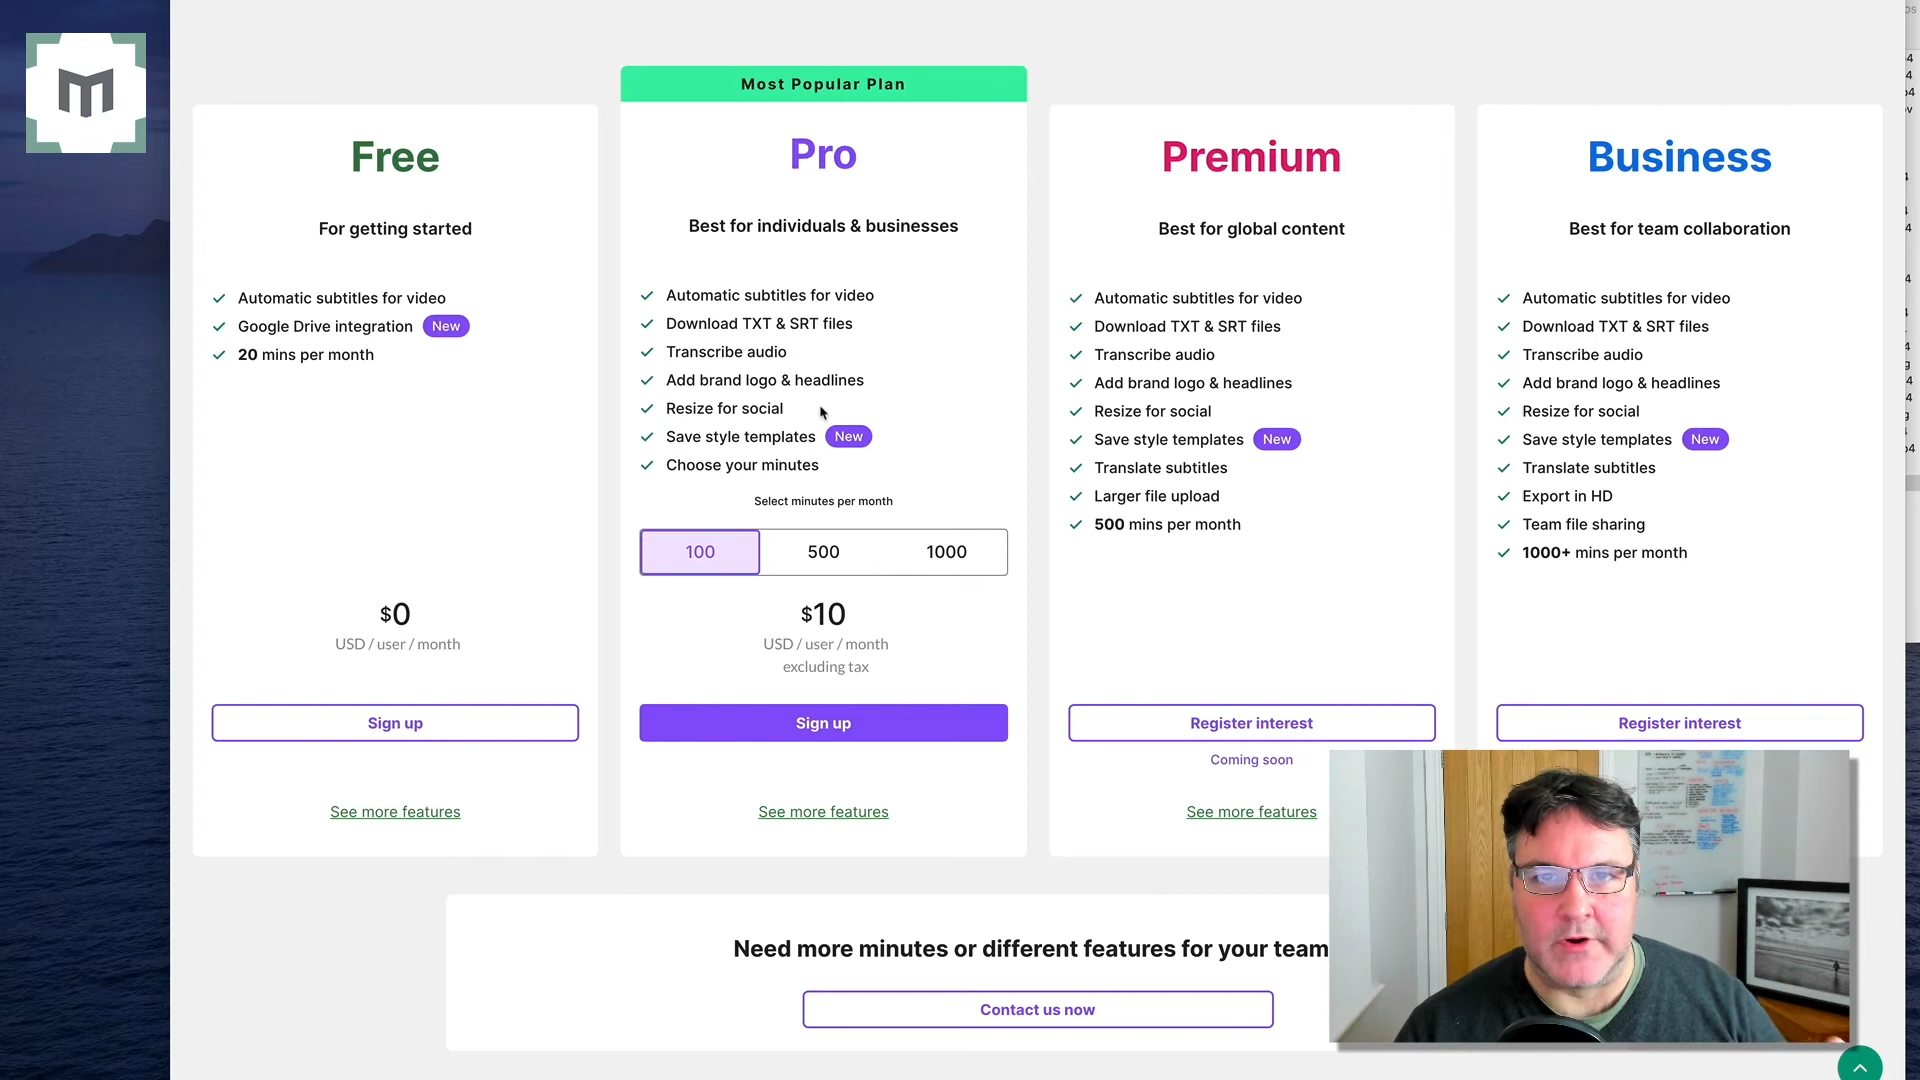 Most Popular Plan
Free
For getting started
Automatic subtitles for video
Google Drive integration New
20 mins per month
$0
USD / user / month
Sign up
See more features
Pro
Best for individuals & businesses
Automatic subtitles for video
Download TXT & SRT files
Transcribe audio
Add brand logo & headlines
Resize for social
Save style templates New
Choose your minutes
Select minutes per month
100 500 1000
$10
USD / user / month
excluding tax
Sign up
See more features
Premium
Best for global content
Automatic subtitles for video
Download TXT & SRT files
Transcribe audio
Add brand logo & headlines
Resize for social
Save style templates New
Translate subtitles
Larger file upload
500 mins per month
Register interest
Coming soon
See more features
Business
Best for team collaboration
Automatic subtitles for video
Download TXT & SRT files
Transcribe audio
Add brand logo & headlines
Resize for social
Save style templates New
Translate subtitles
Export in HD
Team file sharing
1000+ mins per month
Register interest
Need more minutes or different features for your team
Contact us now